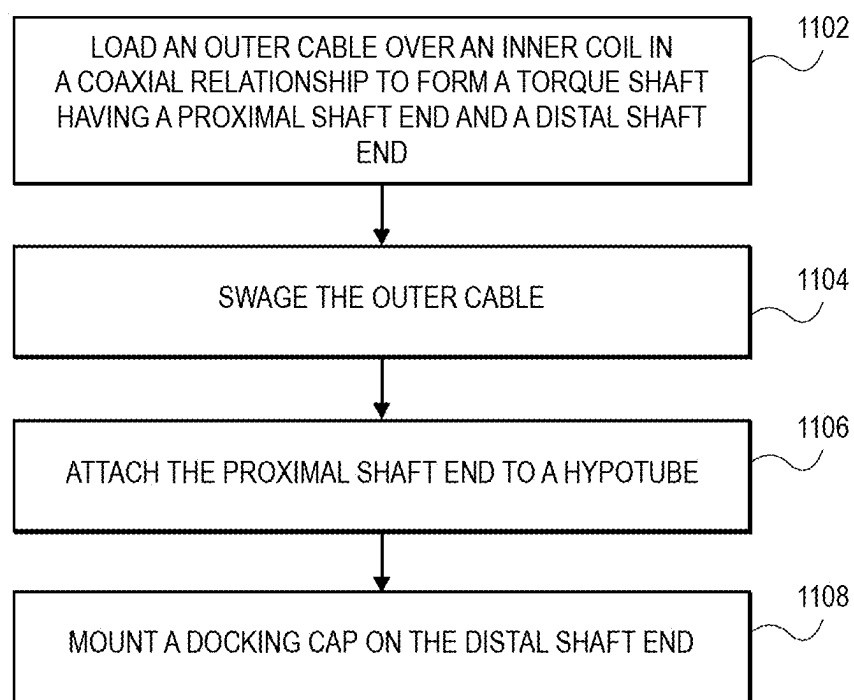 1102
LOAD AN OUTER CABLE OVER AN INNER COIL IN
A COAXIAL RELATIONSHIP TO FORM A TORQUE SHAFT
HAVING A PROXIMAL SHAFT END AND A DISTAL SHAFT
END
1104
SWAGE THE OUTER CABLE
1106
ATTACH THE PROXIMAL SHAFT END TO A HYPOTUBE
1108
MOUNT A DOCKING CAP ON THE DISTAL SHAFT END